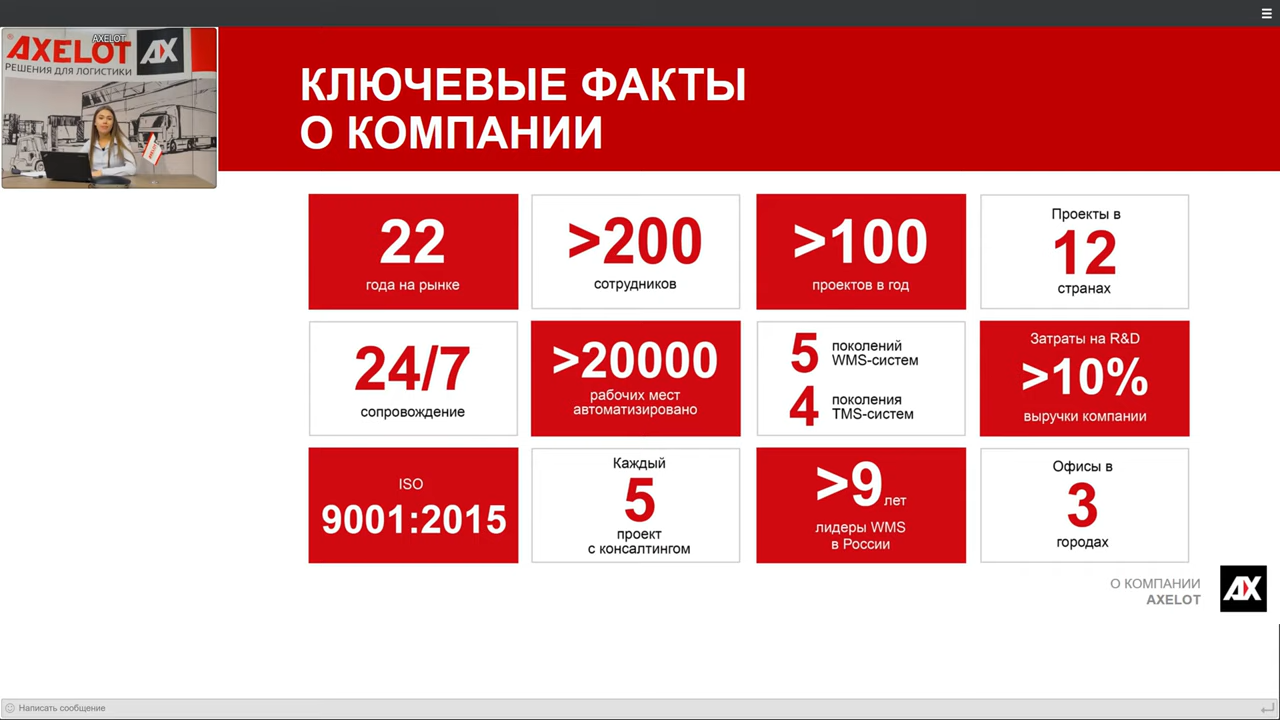 AXELOT
AXELOT
AX
РЕШЕНИЯ ДЛЯ ЛОГИСТИКИ
КЛЮЧЕВЫЕ ФАКТЫ
О КОМПАНИИ
22
года на рынке
>200
сотрудников
>100
проектов в год
Проекты в
12
странах
24/7
сопровождение
>20000
рабочих мест
автоматизировано
5 поколений
WMS-систем
4 поколения
TMS-систем
Затраты на R&D
>10%
выручки компании
ISO
9001:2015
Каждый
5
проект
с консалтингом
>9 лет
лидеры WMS
в России
Офисы в
3
городах
О КОМПАНИИ
AXELOT
AX
Написать сообщение